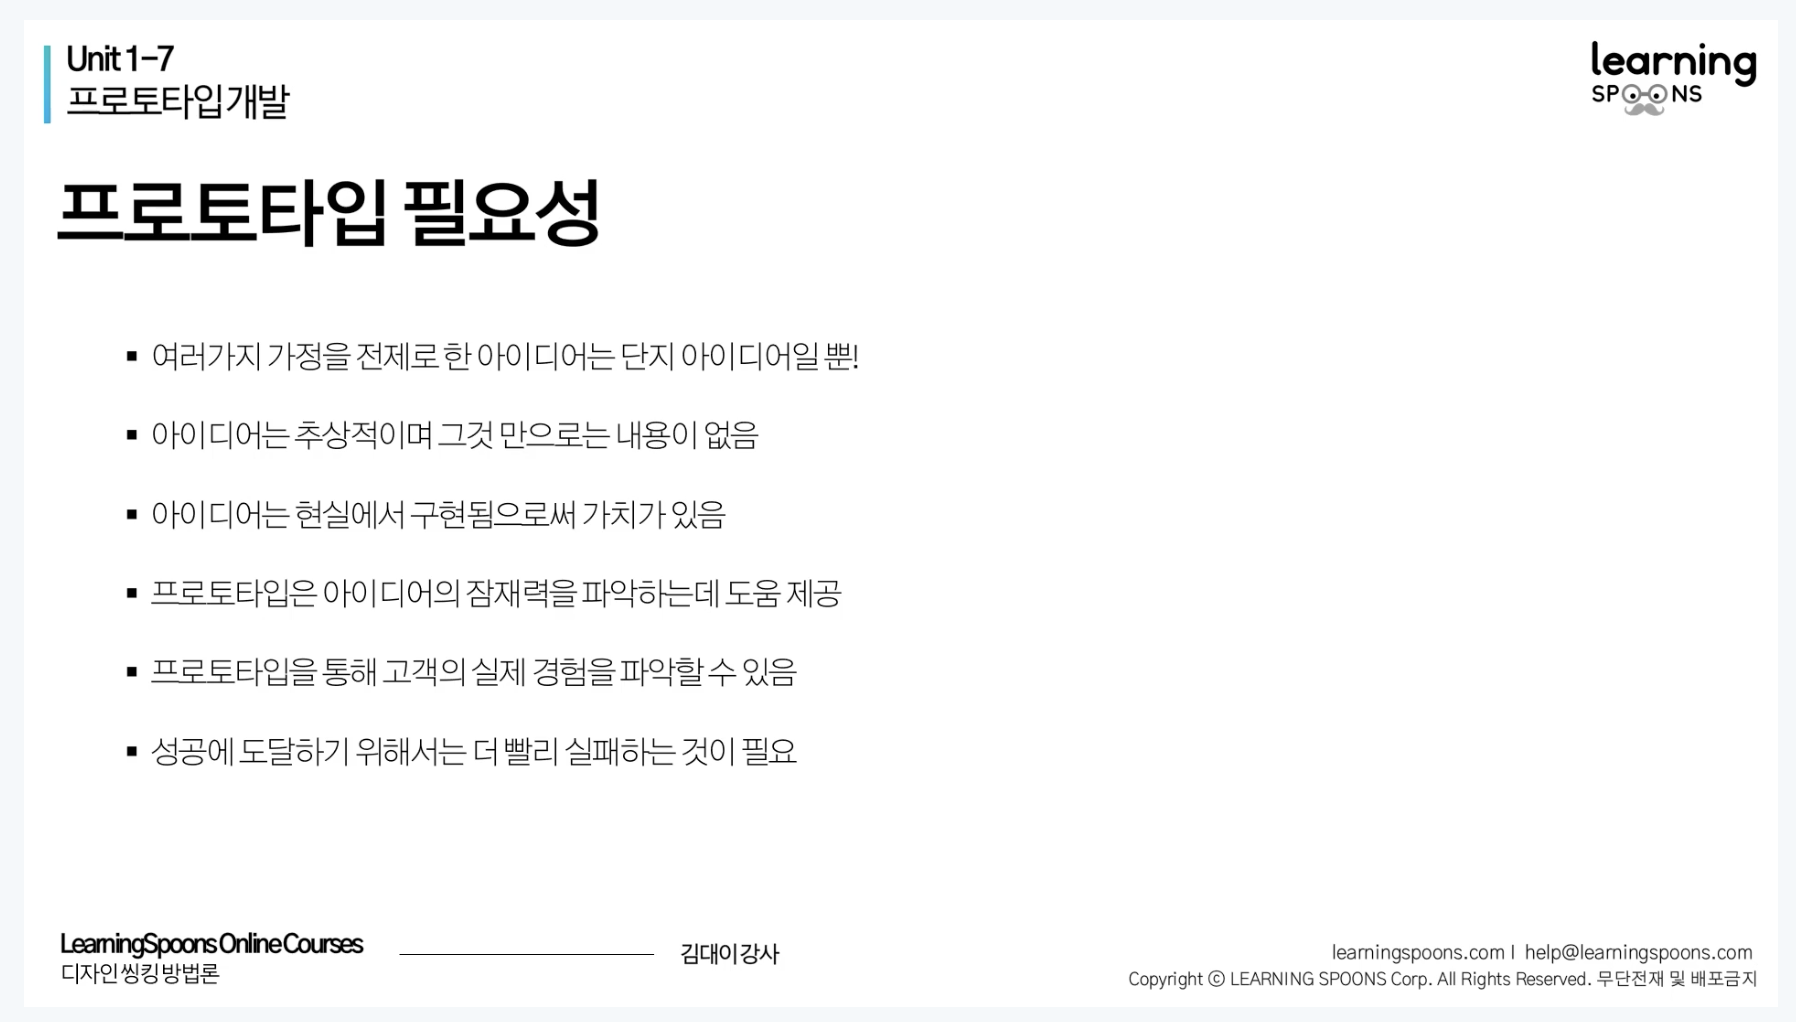 Unit 1-7
프로토타입 개발
learning
SPOONS
프로토타입 필요성
▪ 여러가지 가정을 전제로 한 아이디어는 단지 아이디어일 뿐!
▪ 아이디어는 추상적이며 그것 만으로는 내용이 없음
▪ 아이디어는 현실에서 구현됨으로써 가치가 있음
▪ 프로토타입은 아이디어의 잠재력을 파악하는데 도움 제공
▪ 프로토타입을 통해 고객의 실제 경험을 파악할 수 있음
▪ 성공에 도달하기 위해서는 더 빨리 실패하는 것이 필요
LearningSpoons Online Courses
디자인 씽킹 방법론
김대이 강사
learningspoons.com I help@learningspoons.com
Copyright ⓒ LEARNING SPOONS Corp. All Rights Reserved. 무단전재 및 배포금지